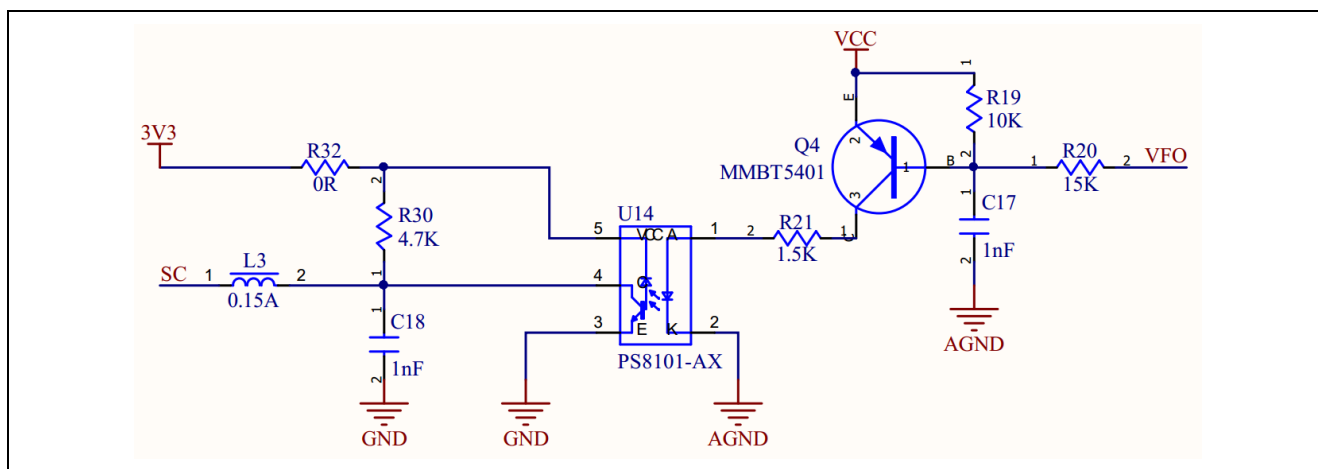 VCC
1
R19
10K
2
E
2
Q4
MMBT5401
1
B
3
1
R20
15K
2
VFO
3V3
R32
0R
2
R30
4.7K
1
U14
5
VCC
A
1
2
R21
1.5K
1
C
1
C17
1nF
2
AGND
SC
1
L3
2
0.15A
4
C
1
C18
1nF
2
3
E
K
2
PS8101-AX
GND
GND
AGND